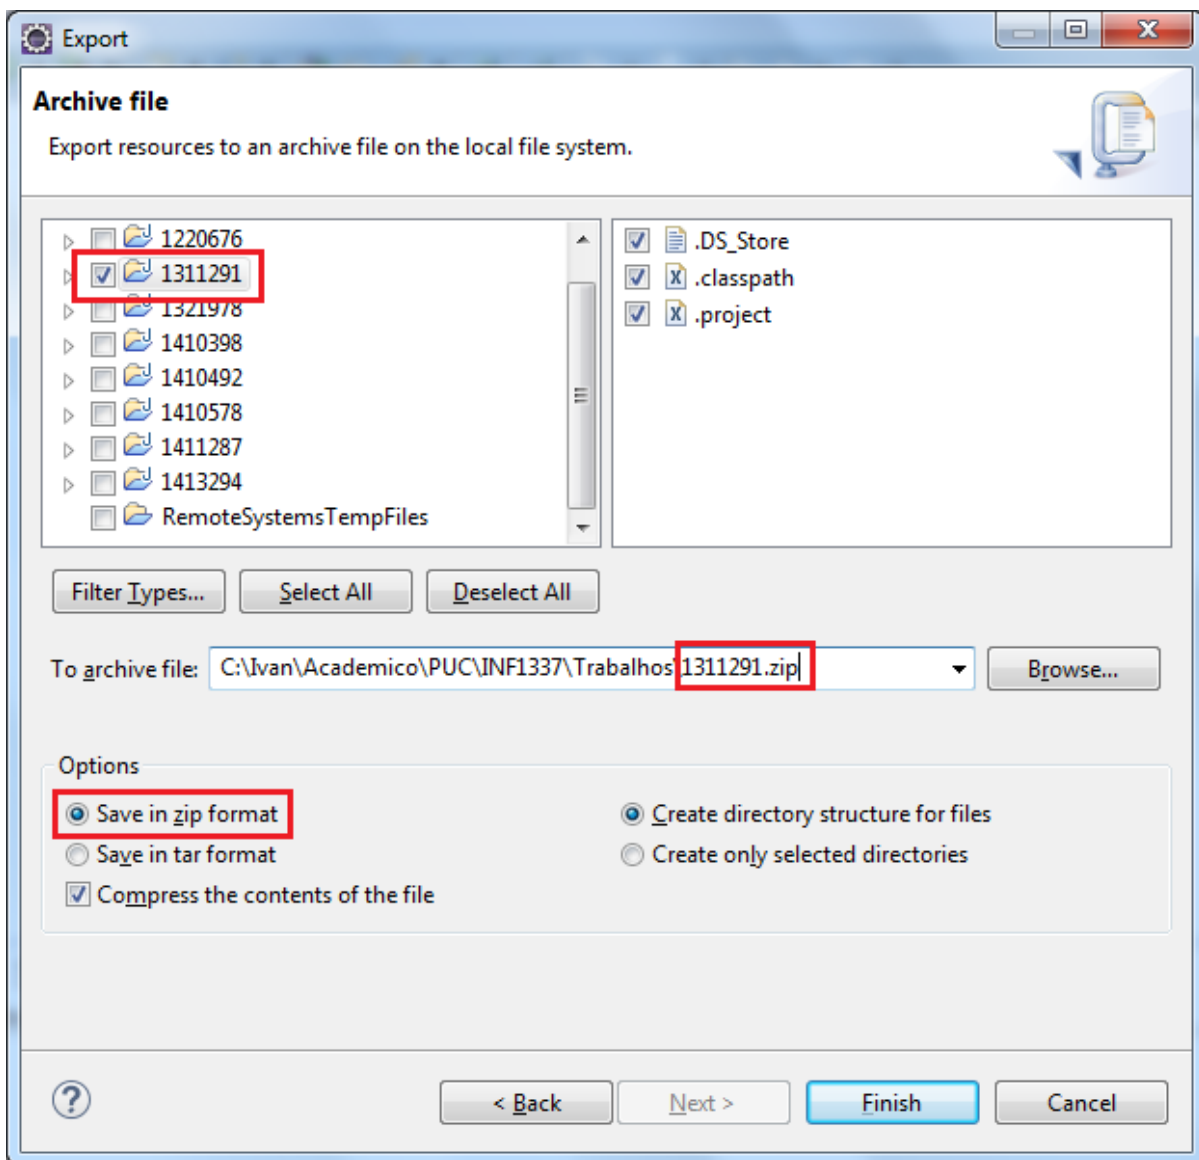 Export
Archive file
Export resources to an archive file on the local file system.
1220676
1311291
1321978
1410398
1410492
1410578
1411287
1413294
RemoteSystemsTempFiles
.DS_Store
.classpath
.project
Filter Types...
Select All
Deselect All
To archive file:
C:\Ivan\Academico\PUC\INF1337\Trabalhos\1311291.zip
Browse...
Options
Save in zip format
Create directory structure for files
Save in tar format
Create only selected directories
Compress the contents of the file
?
< Back
Next >
Finish
Cancel